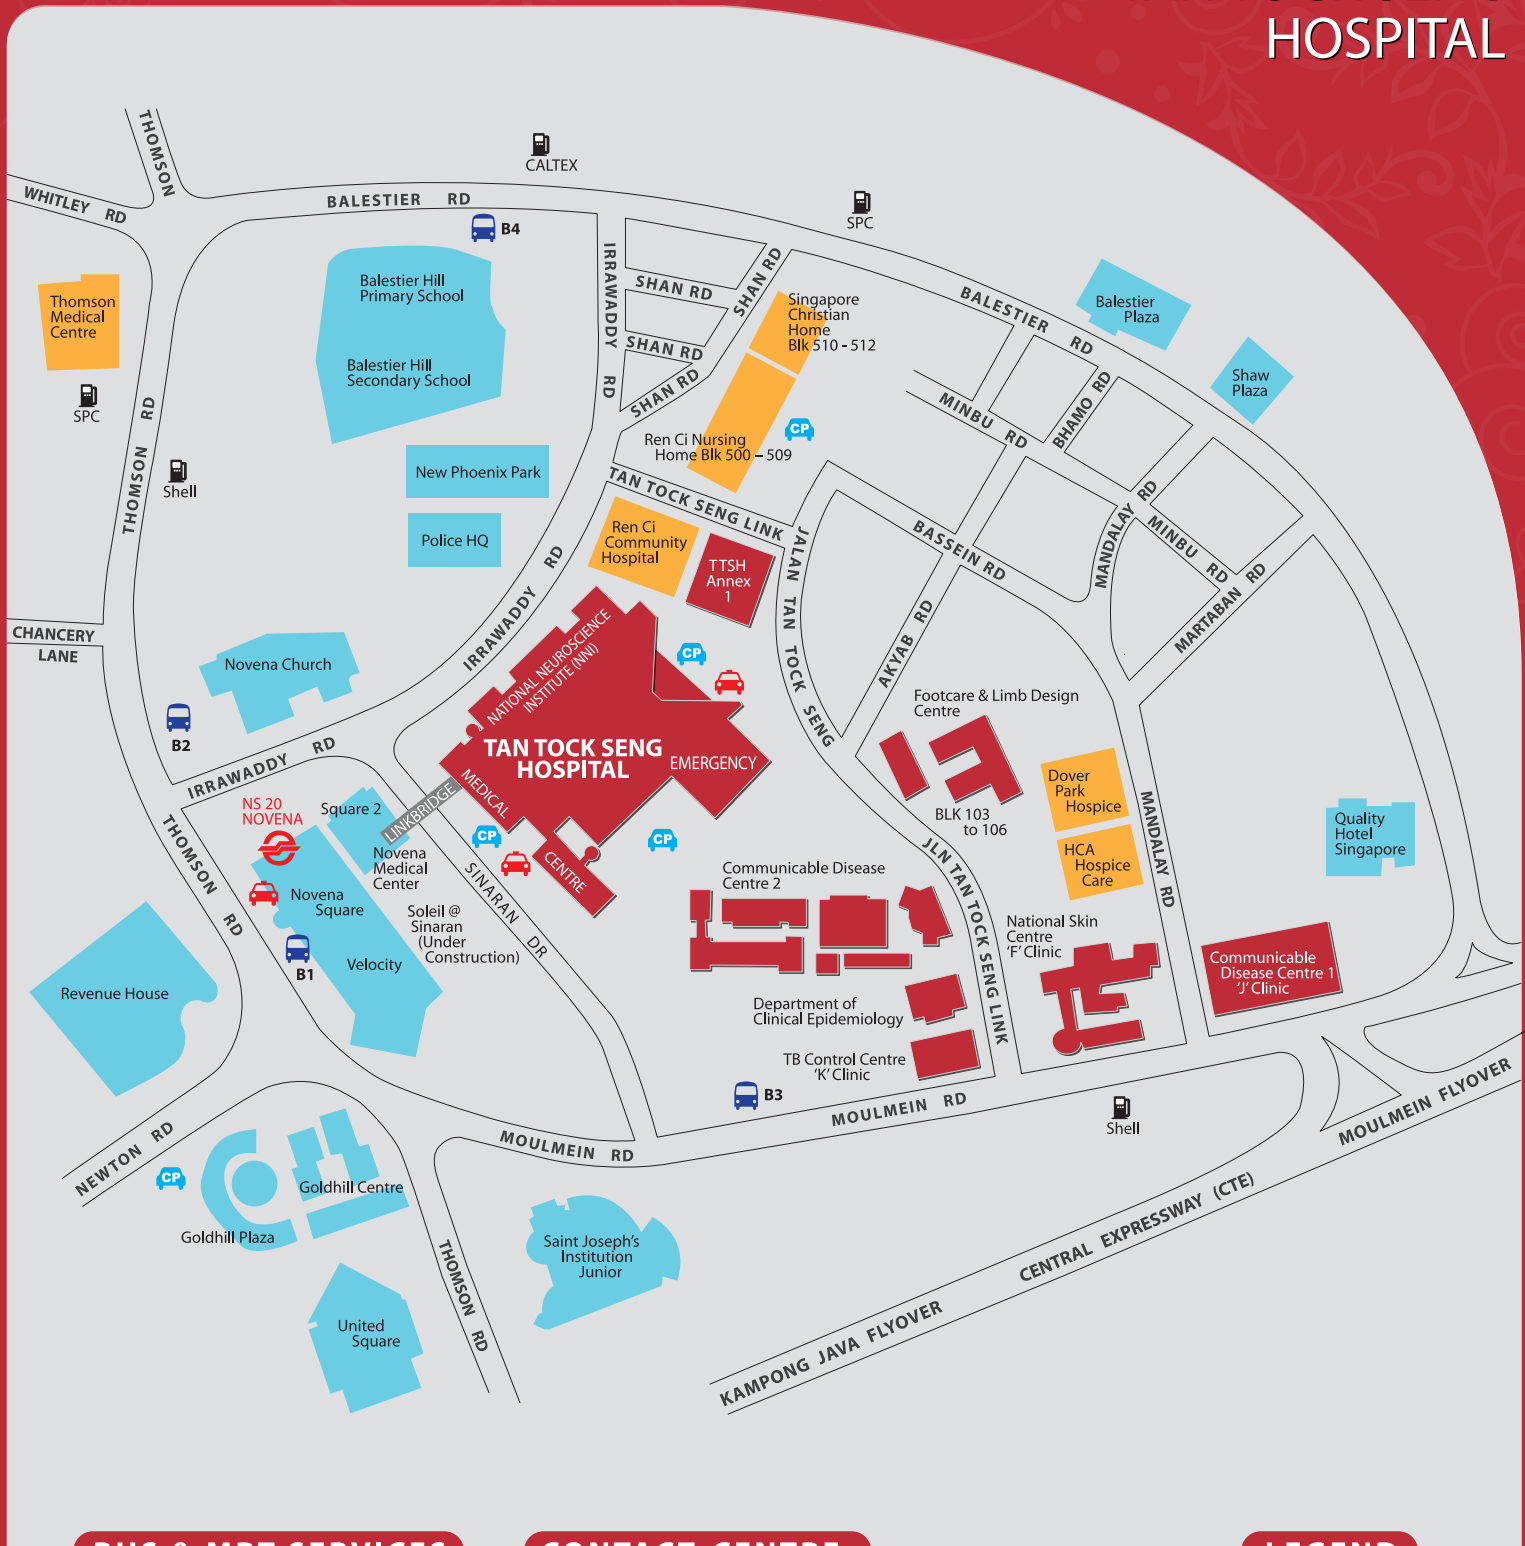 HOSPITAL
THOMSON
WHITLEY RD
CALTEX
BALESTIER RD
B4
SPC
Thomson
Medical
Centre
SPC
Balestier Hill
Primary School
Balestier Hill
Secondary School
IRRAWADDY RD
SHAN RD
SHAN RD
SHAN RD
SHAN RD
Singapore
Christian
Home
Blk 510 - 512
BALESTIER RD
Balestier
Plaza
Shaw
Plaza
THOMSON RD
Shell
New Phoenix Park
Police HQ
Ren Ci Nursing
Home Blk 500 – 509
CP
MINBU RD
BHAMO RD
TAN TOCK SENG LINK
Ren Ci
Community
Hospital
TTSH
Annex
1
JALAN TAN TOCK SENG
BASSEIN RD
MANDALAY RD
MINBU RD
MARTABAN RD
AKYAB RD
IRRAWADDY RD
CHANCERY
LANE
Novena Church
B2
IRRAWADDY RD
NATIONAL NEUROSCIENCE
INSTITUTE (NNI)
CP
TAN TOCK SENG
HOSPITAL
EMERGENCY
MEDICAL
CENTRE
LINKBRIDGE
CP
CP
Footcare & Limb Design
Centre
BLK 103
to 106
Dover
Park
Hospice
HCA
Hospice
Care
MANDALAY RD
Quality
Hotel
Singapore
NS 20
NOVENA
Square 2
Novena
Medical
Center
Novena
Square
Soleil @
Sinaran
(Under
Construction)
SINARAN DR
Velocity
B1
THOMSON RD
Revenue House
Communicable Disease
Centre 2
JLN TAN TOCK SENG LINK
National Skin
Centre
‘F’ Clinic
Communicable
Disease Centre 1
‘J’ Clinic
Department of
Clinical Epidemiology
TB Control Centre
‘K’ Clinic
B3
MOULMEIN RD
MOULMEIN RD
Shell
MOULMEIN FLYOVER
NEWTON RD
CP
Goldhill Centre
Goldhill Plaza
THOMSON RD
Saint Joseph’s
Institution
Junior
United
Square
CENTRAL EXPRESSWAY (CTE)
KAMPONG JAVA FLYOVER
BUS & MRT SERVICES
CONTACT CENTRE
LEGEND